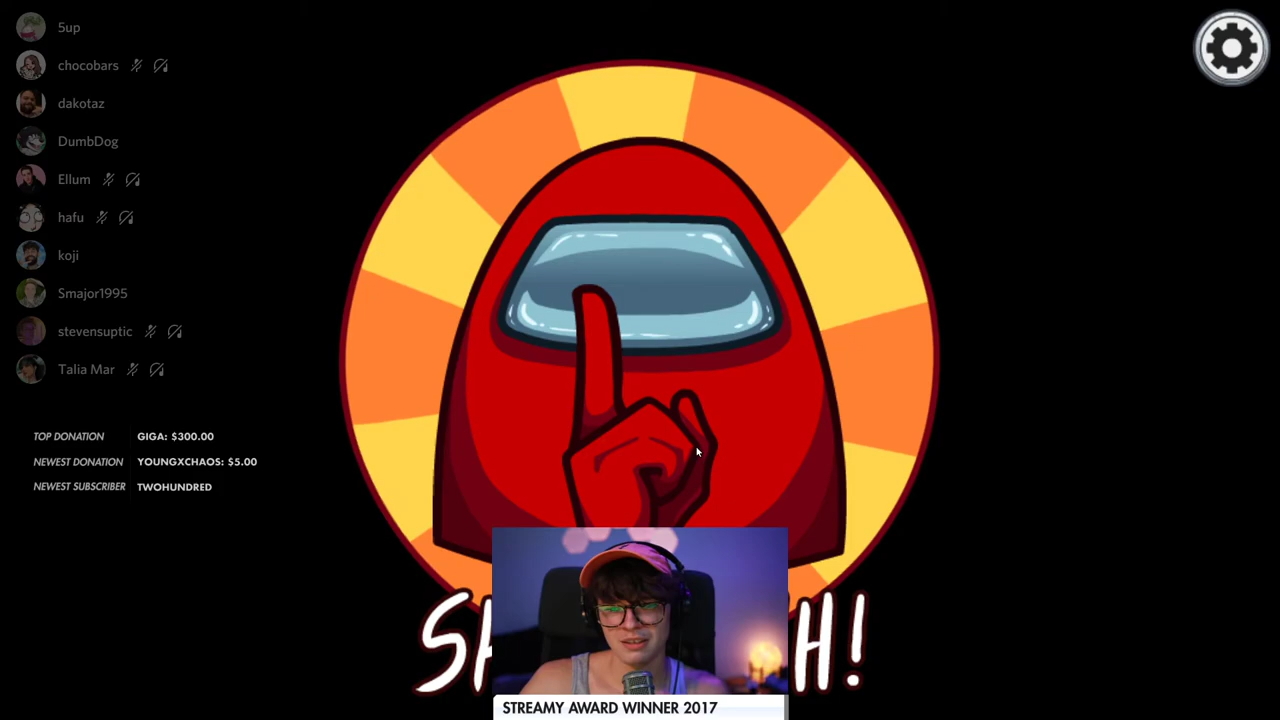 5up
chocobars
dakotaz
DumbDog
Ellum
hafu
koji
Smajor1995
stevensuptic
Talia Mar
TOP DONATION GIGA: $300.00
NEWEST DONATION YOUNGXCHAOS: $5.00
NEWEST SUBSCRIBER TWOHUNDRED
STREAMY AWARD WINNER 2017